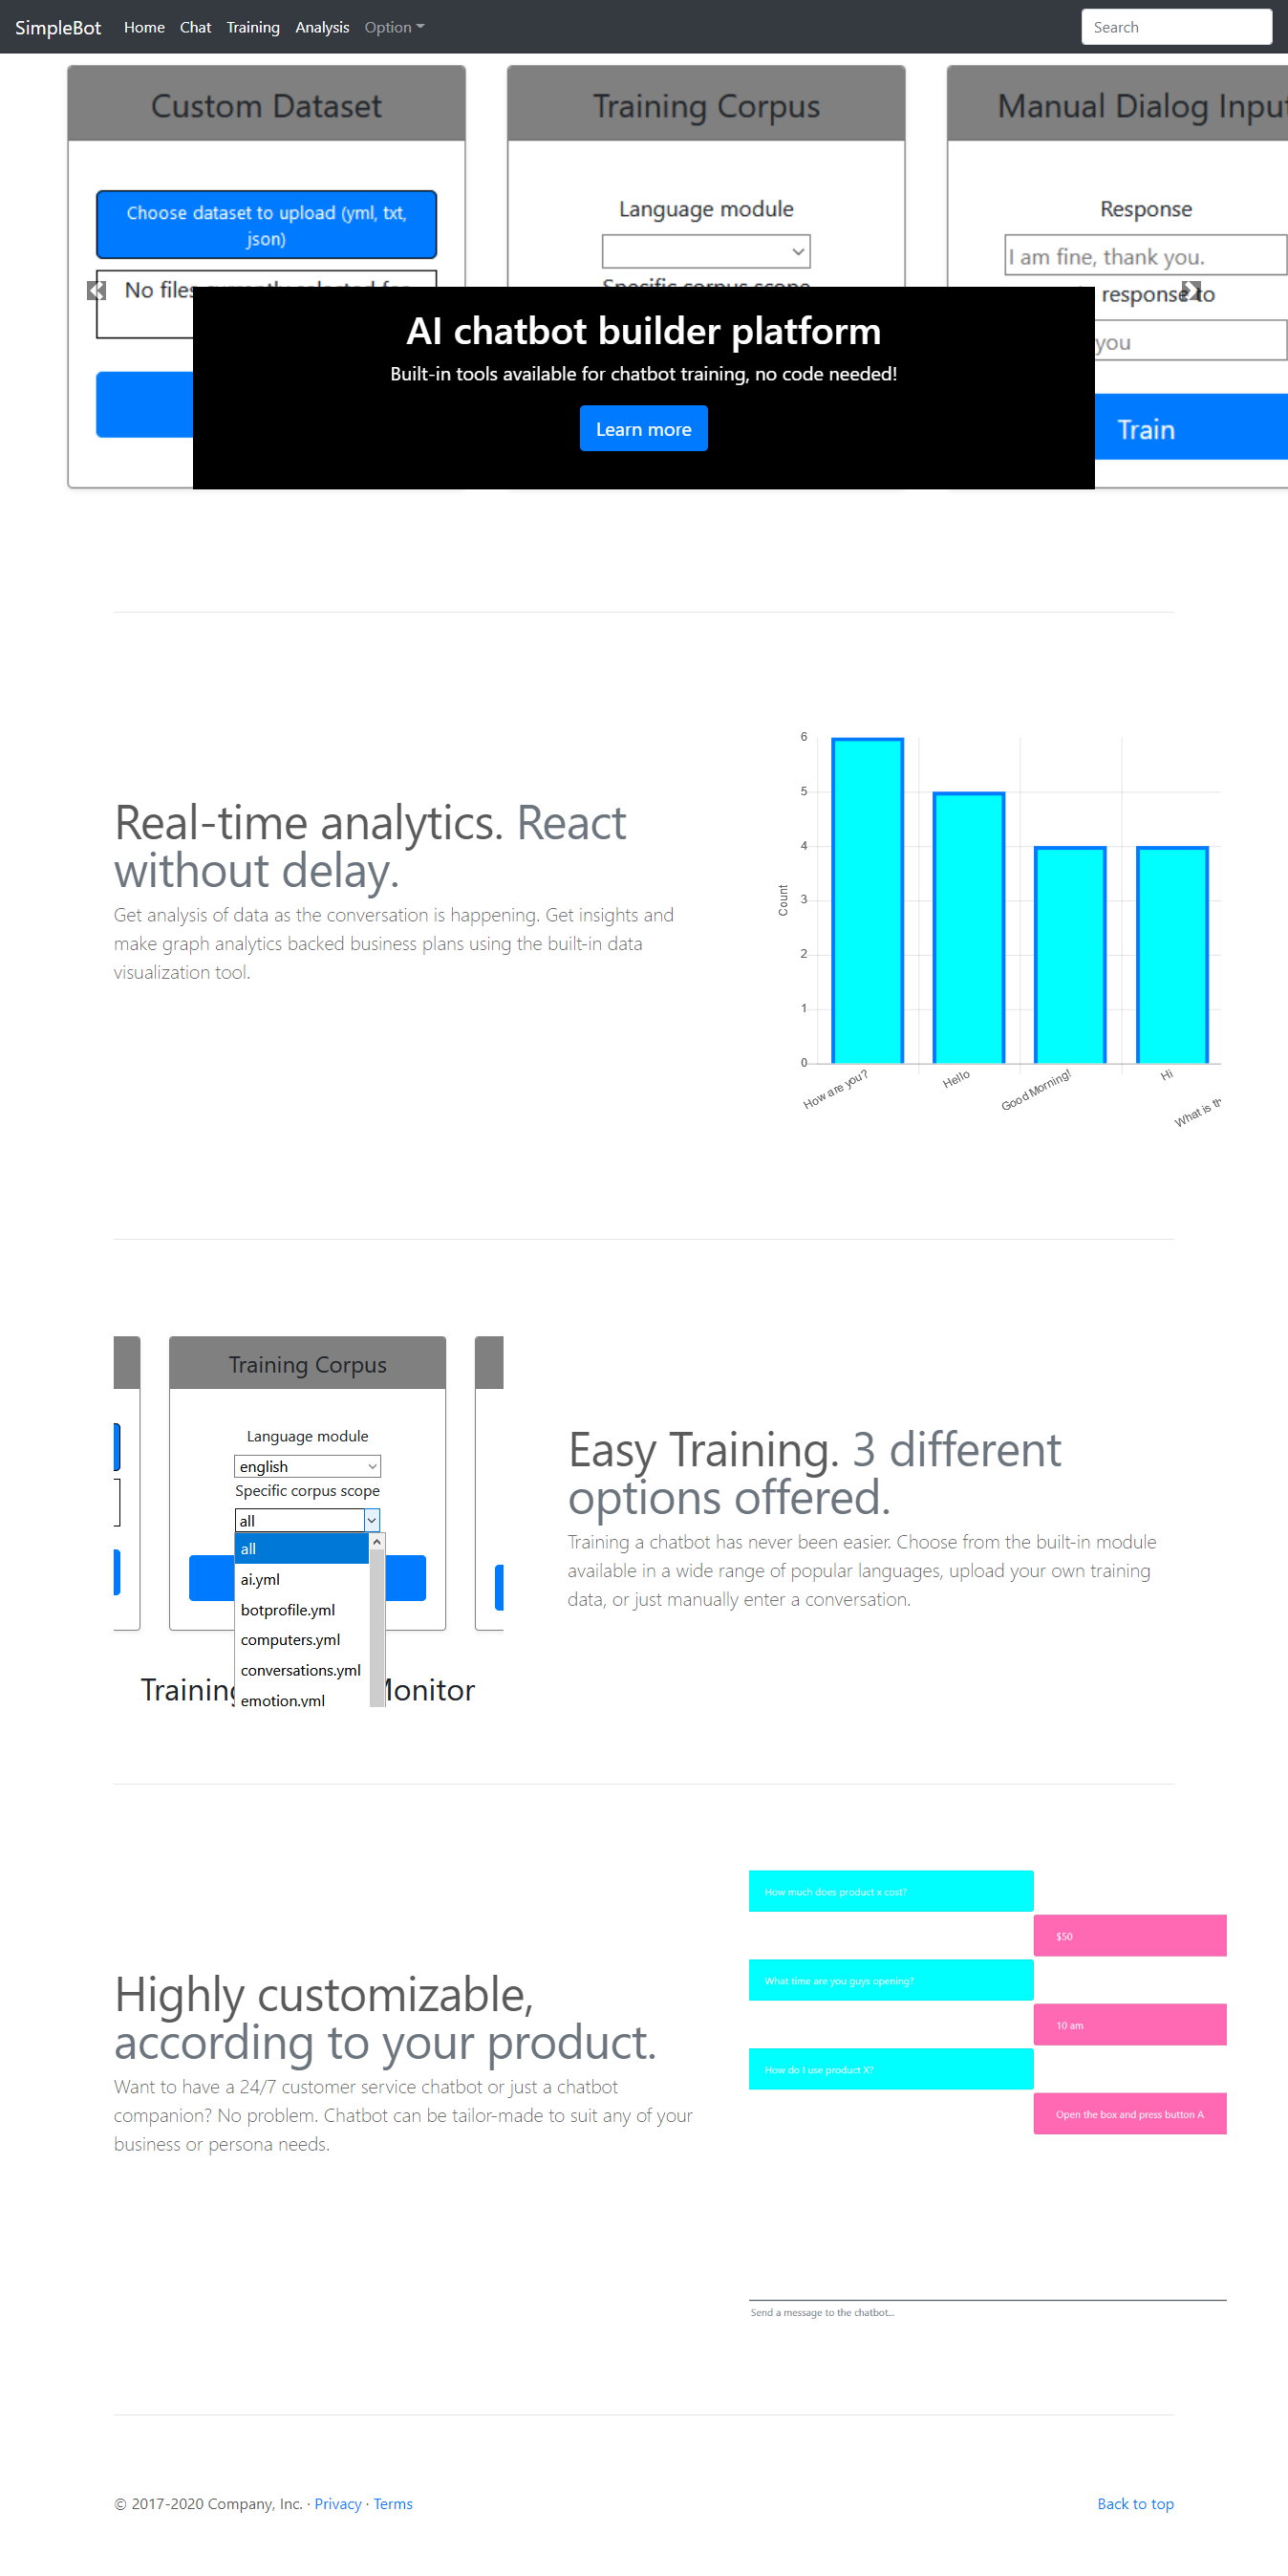 SimpleBot Home Chat Training Analysis Option Search
Custom Dataset
Choose dataset to upload (yml, txt,
json)
No files
Training Corpus
Language module
Manual Dialog Input
Response
I am fine, thank you.
response to
you
Train
AI chatbot builder platform
Built-in tools available for chatbot training, no code needed!
Learn more
Real-time analytics. React
without delay.
Get analysis of data as the conversation is happening. Get insights and
make graph analytics backed business plans using the built-in data
visualization tool.
6
5
4
3
2
1
0
Count
How are you?
Hello
Good Morning!
Hi
What is th
Training Corpus
Language module
english
Specific corpus scope
all
all
ai.yml
botprofile.yml
computers.yml
conversations.yml
emotion.yml
Training Monitor
Easy Training. 3 different
options offered.
Training a chatbot has never been easier. Choose from the built-in module
available in a wide range of popular languages, upload your own training
data, or just manually enter a conversation.
Highly customizable,
according to your product.
Want to have a 24/7 customer service chatbot or just a chatbot
companion? No problem. Chatbot can be tailor-made to suit any of your
business or persona needs.
How much does product x cost?
$50
What time are you guys opening?
10 am
How do I use product X?
Open the box and press button A
Send a message to the chatbot...
© 2017-2020 Company, Inc. · Privacy · Terms
Back to top